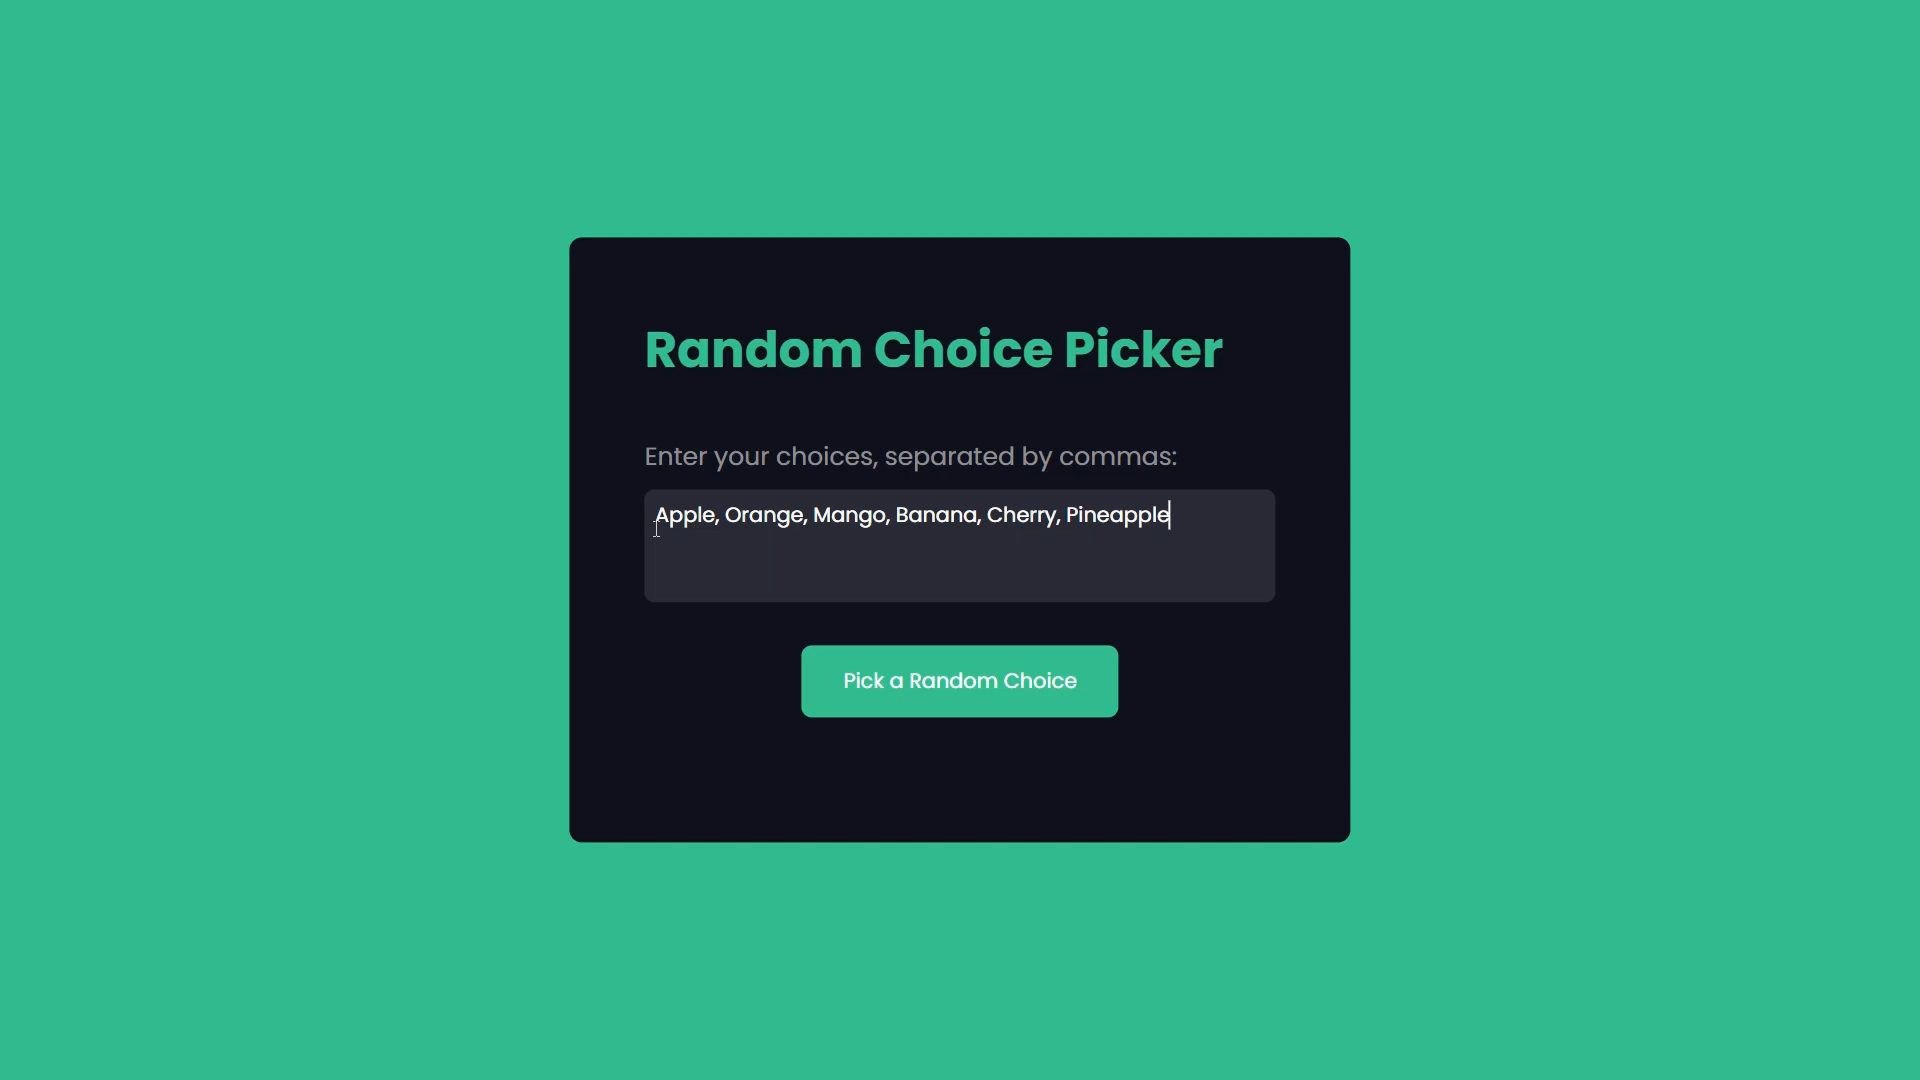 Random Choice Picker
Enter your choices, separated by commas:
Apple, Orange, Mango, Banana, Cherry, Pineapple
Pick a Random Choice